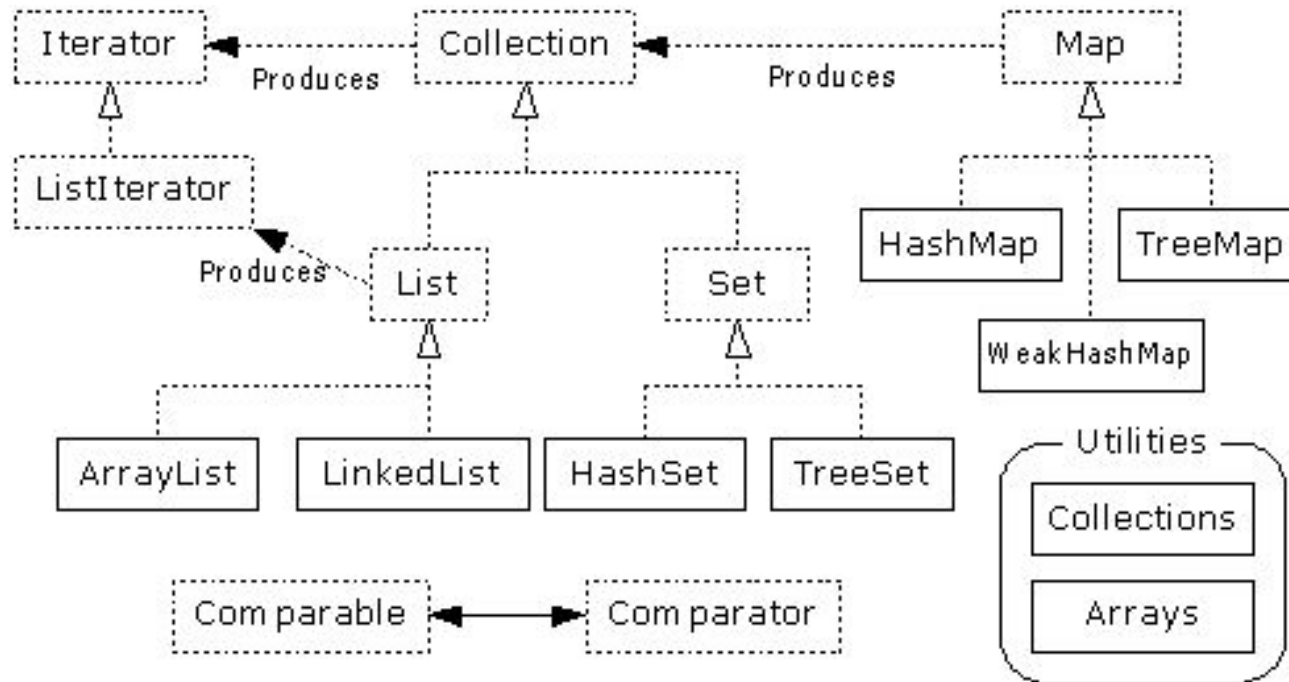 Iterator
Collection
Map
Produces
Produces
ListIterator
HashMap
TreeMap
Produces
List
Set
WeakHashMap
ArrayList
LinkedList
HashSet
TreeSet
Utilities
Collections
Comparable
Comparator
Arrays